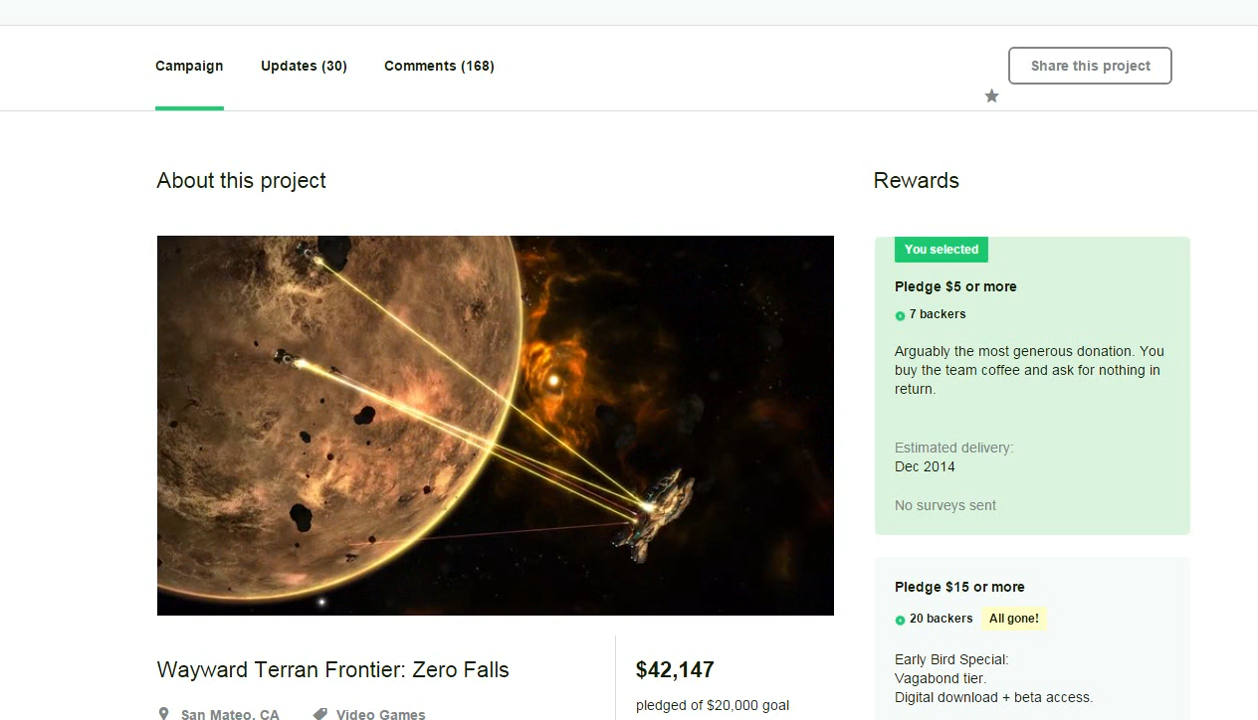 Campaign Updates (30) Comments (168) Share this project
About this project
Rewards
You selected
Pledge $5 or more
7 backers
Arguably the most generous donation. You
buy the team coffee and ask for nothing in
return.
Estimated delivery:
Dec 2014
No surveys sent
Pledge $15 or more
20 backers All gone!
Early Bird Special:
Vagabond tier.
Digital download + beta access.
Wayward Terran Frontier: Zero Falls
San Mateo, CA Video Games
$42,147
pledged of $20,000 goal